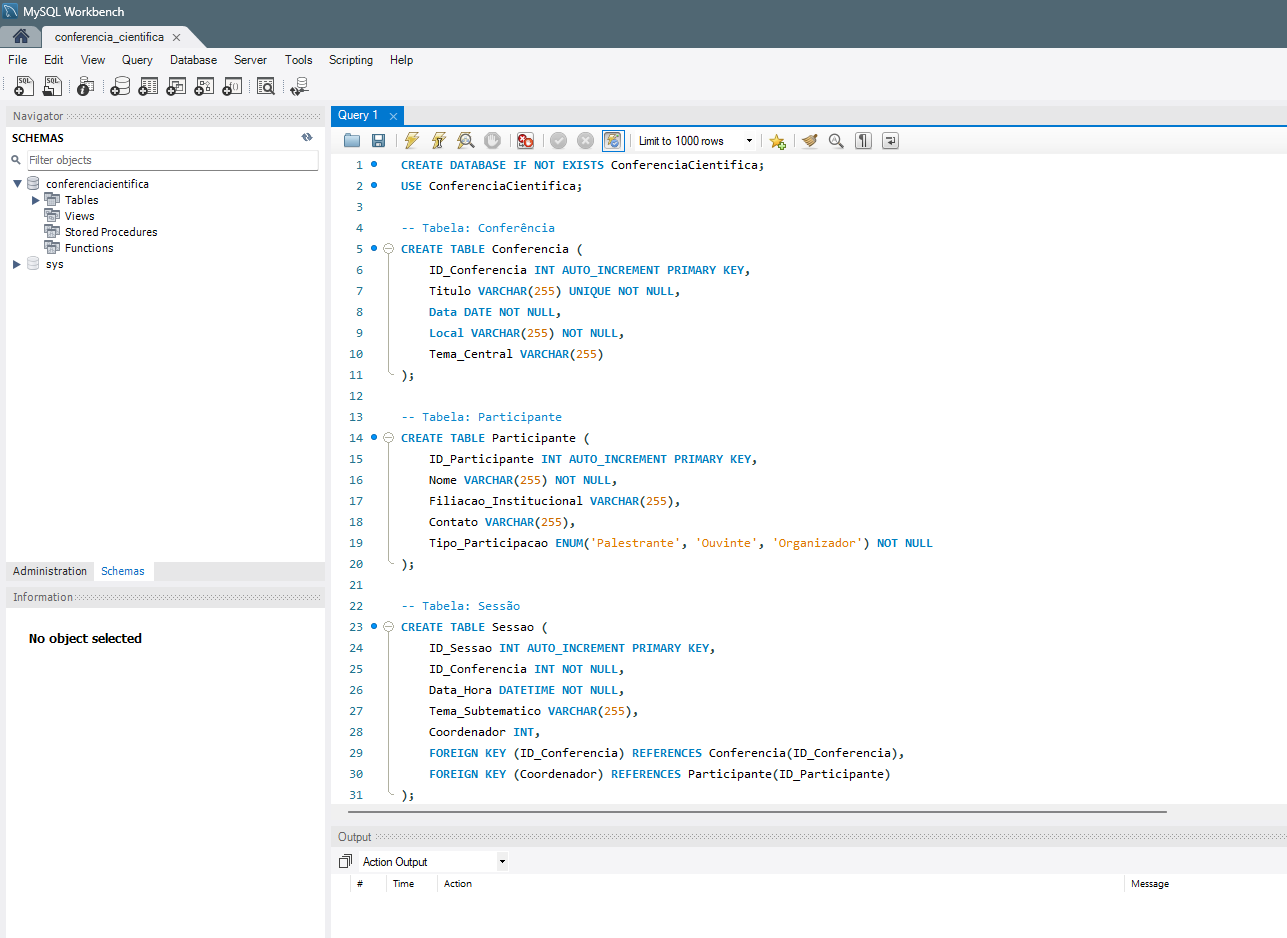 MySQL Workbench
conferencia_cientifica
File Edit View Query Database Server Tools Scripting Help
Navigator
SCHEMAS
Filter objects
conferenciacientifica
Tables
Views
Stored Procedures
Functions
sys
Administration Schemas
Information
No object selected
Query 1
Limit to 1000 rows
1 CREATE DATABASE IF NOT EXISTS ConferenciaCientifica;
2 USE ConferenciaCientifica;
3
4 -- Tabela: Conferência
5 CREATE TABLE Conferencia (
6 ID_Conferencia INT AUTO_INCREMENT PRIMARY KEY,
7 Titulo VARCHAR(255) UNIQUE NOT NULL,
8 Data DATE NOT NULL,
9 Local VARCHAR(255) NOT NULL,
10 Tema_Central VARCHAR(255)
11 );
12
13 -- Tabela: Participante
14 CREATE TABLE Participante (
15 ID_Participante INT AUTO_INCREMENT PRIMARY KEY,
16 Nome VARCHAR(255) NOT NULL,
17 Filiacao_Institucional VARCHAR(255),
18 Contato VARCHAR(255),
19 Tipo_Participacao ENUM('Palestrante', 'Ouvinte', 'Organizador') NOT NULL
20 );
21
22 -- Tabela: Sessão
23 CREATE TABLE Sessao (
24 ID_Sessao INT AUTO_INCREMENT PRIMARY KEY,
25 ID_Conferencia INT NOT NULL,
26 Data_Hora DATETIME NOT NULL,
27 Tema_Subtematico VARCHAR(255),
28 Coordenador INT,
29 FOREIGN KEY (ID_Conferencia) REFERENCES Conferencia(ID_Conferencia),
30 FOREIGN KEY (Coordenador) REFERENCES Participante(ID_Participante)
31 );
Output
Action Output
# Time Action Message